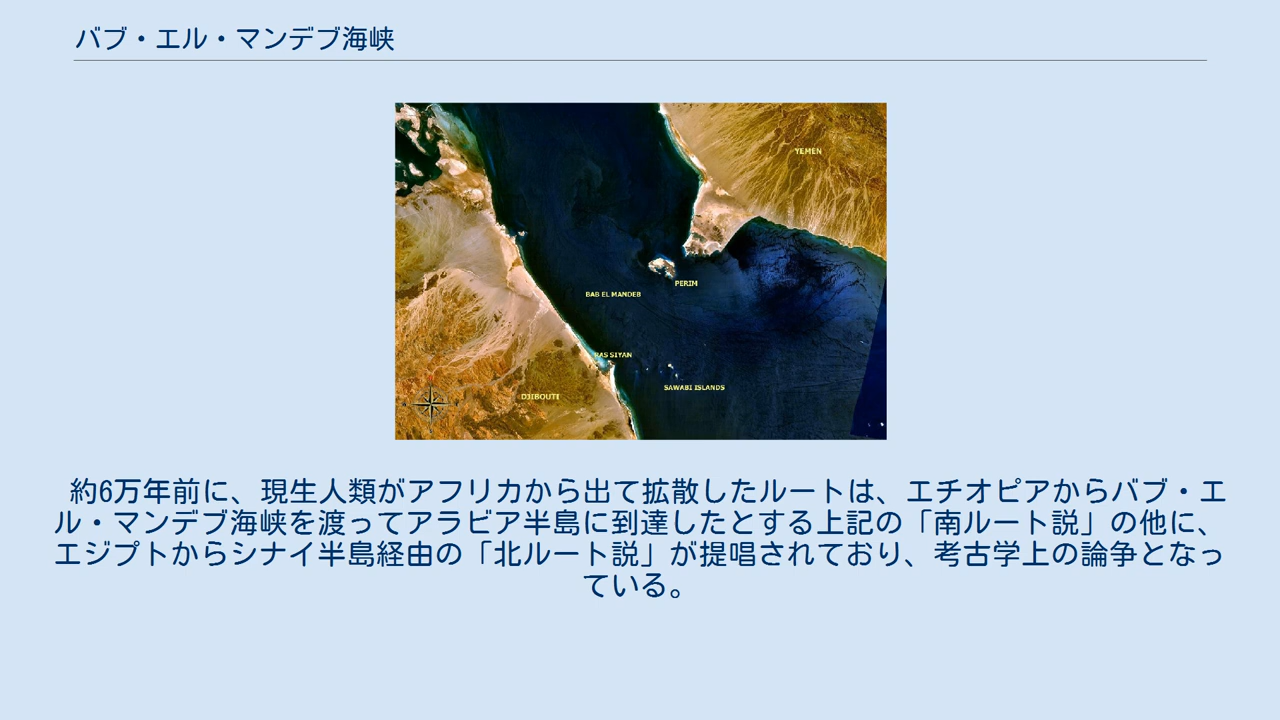 バブ・エル・マンデブ海峡
YEMEN
PERIM
BAB EL MANDEB
RAS SIYAN
SAWABI ISLANDS
DJIBOUTI
約6万年前に、現生人類がアフリカから出て拡散したルートは、エチオピアからバブ・エ
ル・マンデブ海峡を渡ってアラビア半島に到達したとする上記の「南ルート説」の他に、
エジプトからシナイ半島経由の「北ルート説」が提唱されており、考古学上の論争となっ
ている。